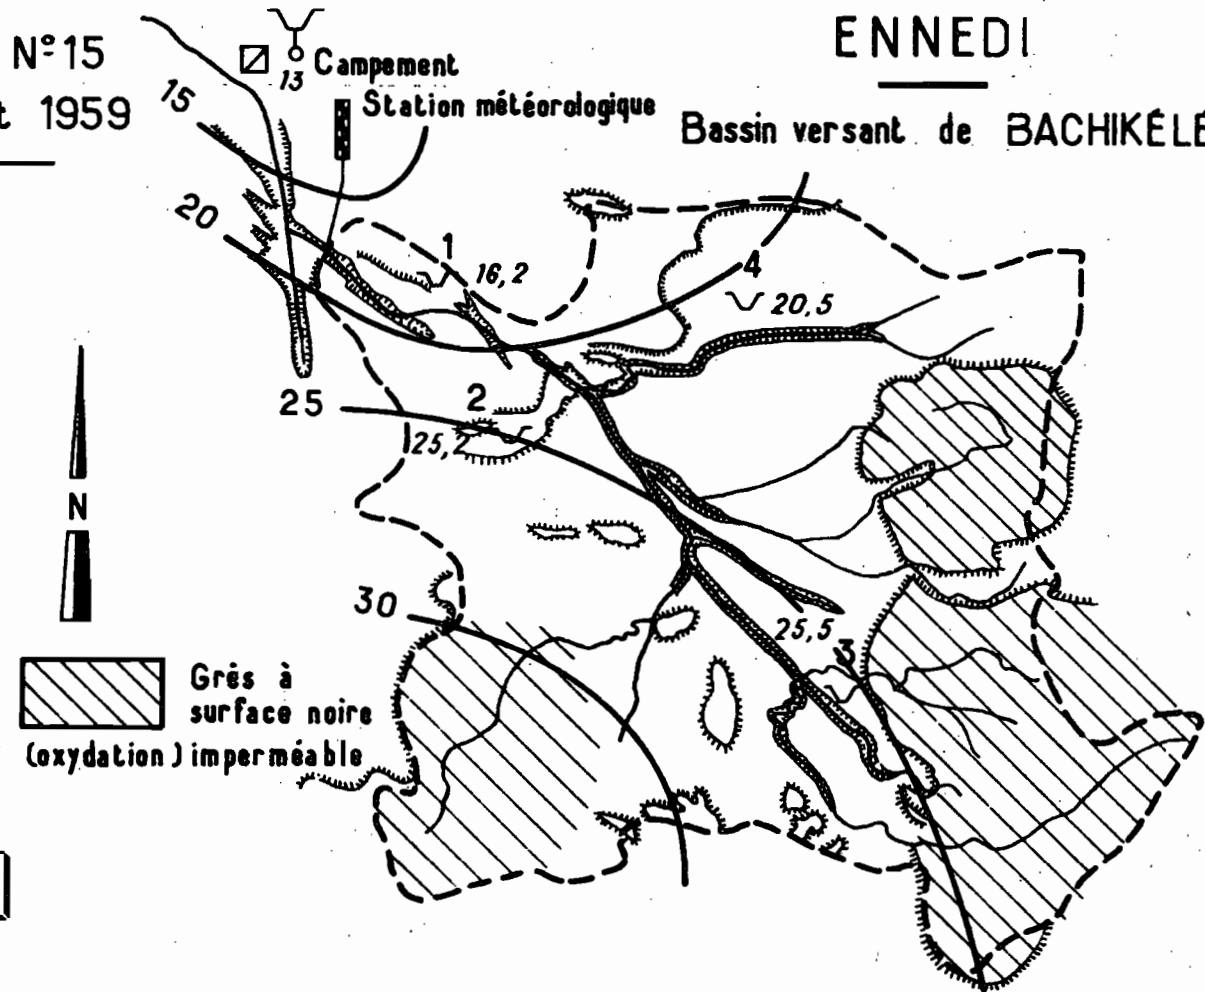 N° 15
t 1959
ENNEDI
Bassin versant de BACHIKÉLÉ
13 Campement
Station météorologique
15
20
25
30
1
16,2
4
20,5
2
25,2
25,5
3
N
Grès à
surface noire
(oxydation) imperméable